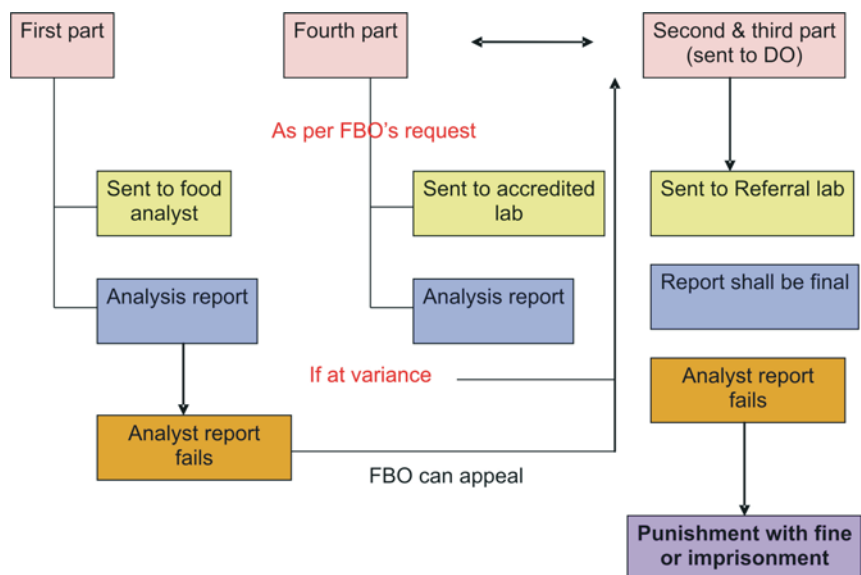 First part
Fourth part
Second & third part
(sent to DO)
As per FBO's request
Sent to food
analyst
Sent to accredited
lab
Sent to Referral lab
Analysis report
Analysis report
Report shall be final
If at variance
Analyst report
fails
Analyst report
fails
FBO can appeal
Punishment with fine
or imprisonment